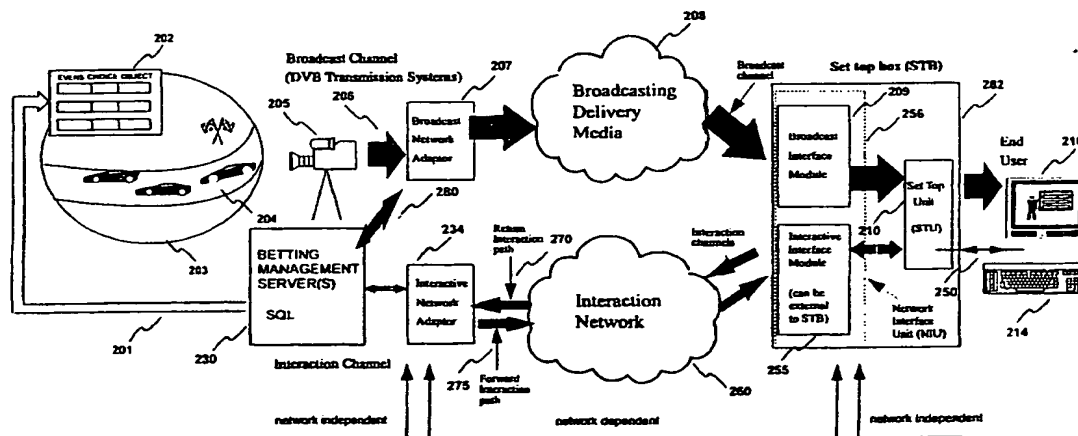 202
EVENS CHOICE OBJECT
204
203
201
Broadcast Channel
(DVB Transmission Systems)
205
206
207
Broadcast
Network
Adaptor
280
BETTING
MANAGEMENT
SERVER(S)
SQL
230
234
Interactive
Network
Adaptor
Interaction Channel
Return
Interaction
path
270
275
Forward
Interaction
path
208
Broadcasting
Delivery
Media
Broadcast
channel
Interaction
Network
260
Interaction
channels
Set top box (STB)
209
256
282
Broadcast
Interface
Module
Set Top
Unit
(STU)
210
Interactive
Interface
Module
(can be
external
to STB)
255
250
Network
Interface
Unit (NIU)
End
User
214
network independent
network dependent
network independent